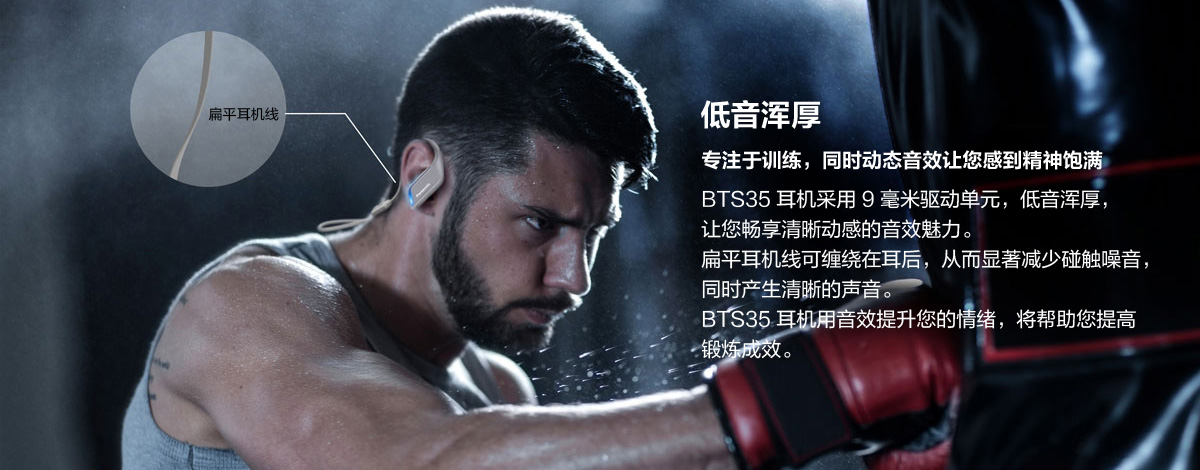 扁平耳机线
低音浑厚
专注于训练，同时动态音效让您感到精神饱满
BTS35 耳机采用 9 毫米驱动单元，低音浑厚，
让您畅享清晰动感的音效魅力。
扁平耳机线可缠绕在耳后，从而显著减少碰触噪音，
同时产生清晰的声音。
BTS35 耳机用音效提升您的情绪，将帮助您提高
锻炼成效。